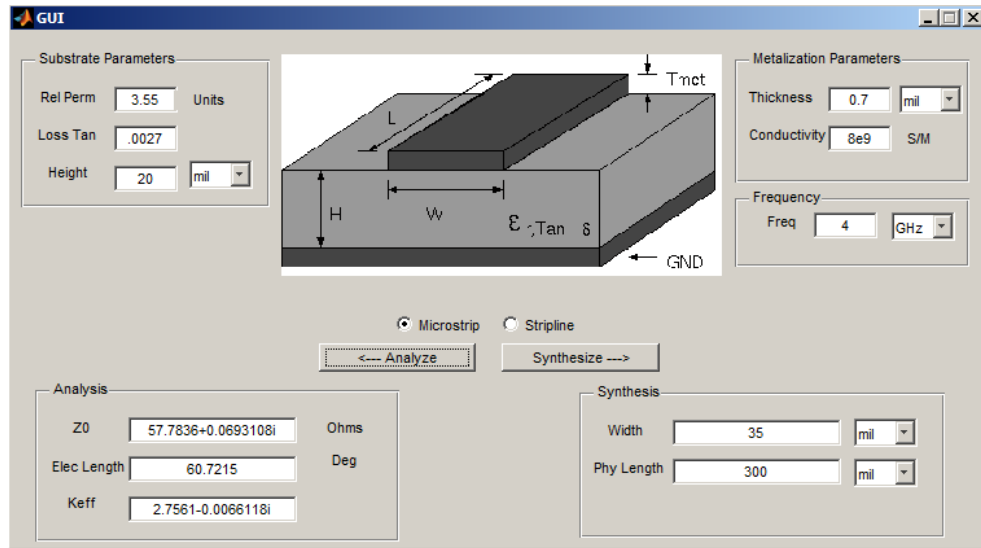 GUI
Substrate Parameters
Rel Perm 3.55 Units
Loss Tan .0027
Height 20 mil
L
Tmet
H
W
ε r,Tan δ
GND
Metalization Parameters
Thickness 0.7 mil
Conductivity 8e9 S/M
Frequency
Freq 4 GHz
Microstrip Stripline
<--- Analyze Synthesize --->
Analysis
Z0 57.7836+0.0693108i Ohms
Elec Length 60.7215 Deg
Keff 2.7561-0.0066118i
Synthesis
Width 35 mil
Phy Length 300 mil